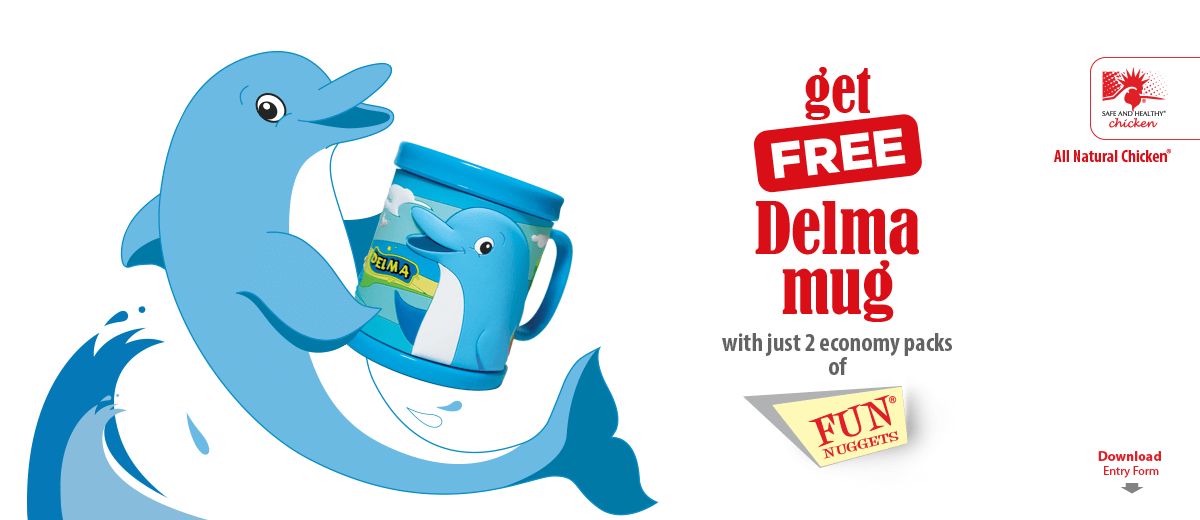 get
FREE
Delma
mug
with just 2 economy packs
of
FUN®
NUGGETS
DELMA
SAFE AND HEALTHY®
chicken
All Natural Chicken®
Download
Entry Form